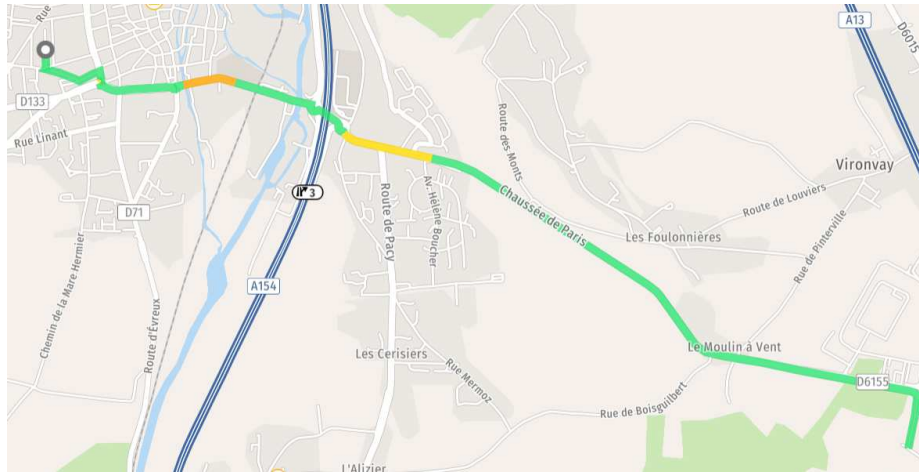 Rue
A13
D6015
D133
Rue Linant
Route des Monts
Vironvay
3
Av. Hélène Boucher
Chaussée de Paris
Route de Louviers
D71
Route de Pacy
Les Foulonnières
Rue de Pinterville
Chemin de la Mare Hermier
A154
Route d'Évreux
Les Cerisiers
Le Moulin à Vent
Rue Mermoz
D6155
Rue de Boisguilbert
L'Alizier